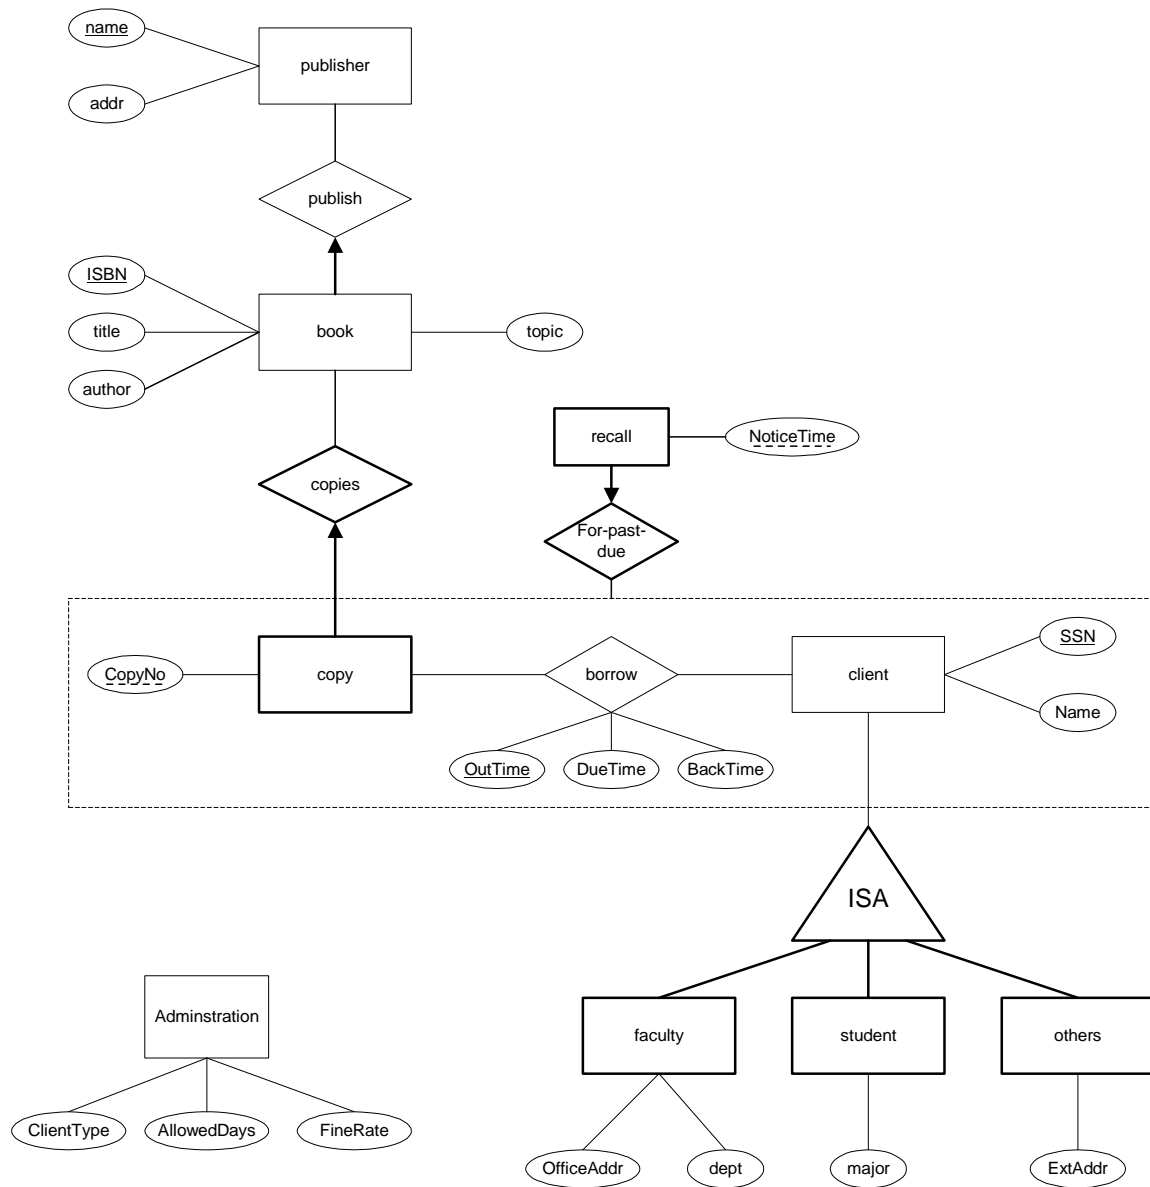 name
publisher
addr
publish
ISBN
title
book
topic
author
recall
NoticeTime
copies
For-past-
due
SSN
CopyNo
copy
borrow
client
Name
OutTime
DueTime
BackTime
ISA
Adminstration
faculty
student
others
ClientType
AllowedDays
FineRate
OfficeAddr
dept
major
ExtAddr